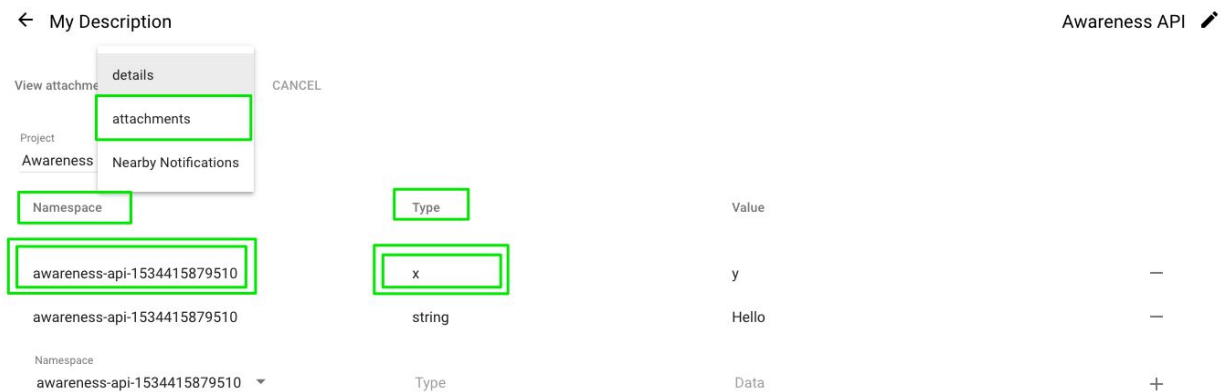 My Description
Awareness API
details
View attachme
CANCEL
attachments
Project
Awareness
Nearby Notifications
Namespace Type Value
awareness-api-1534415879510 x y
awareness-api-1534415879510 string Hello
Namespace
awareness-api-1534415879510 Type Data